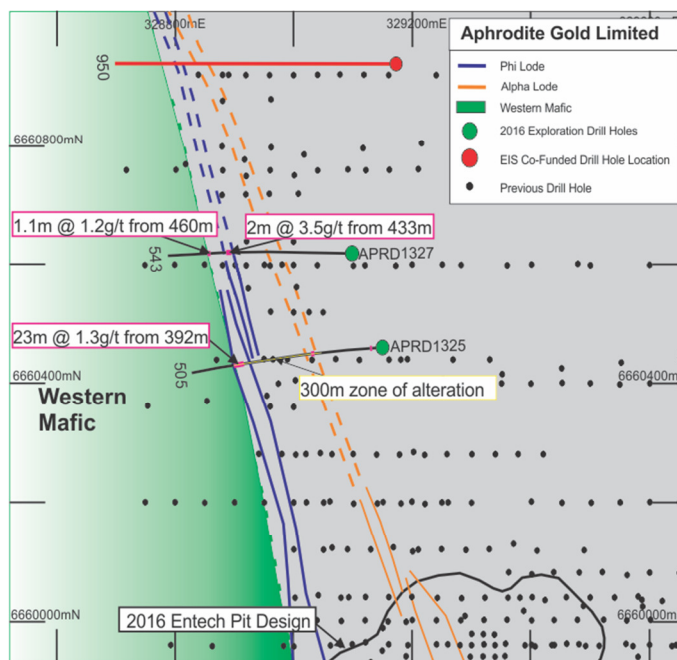 328800mE
329200mE
Aphrodite Gold Limited
Phi Lode
Alpha Lode
Western Mafic
2016 Exploration Drill Holes
EIS Co-Funded Drill Hole Location
Previous Drill Hole
950
6660800mN
1.1m @ 1.2g/t from 460m
2m @ 3.5g/t from 433m
543
APRD1327
23m @ 1.3g/t from 392m
APRD1325
505
300m zone of alteration
6660400mN
6660400mN
Western
Mafic
2016 Entech Pit Design
6660000mN
6660000mN